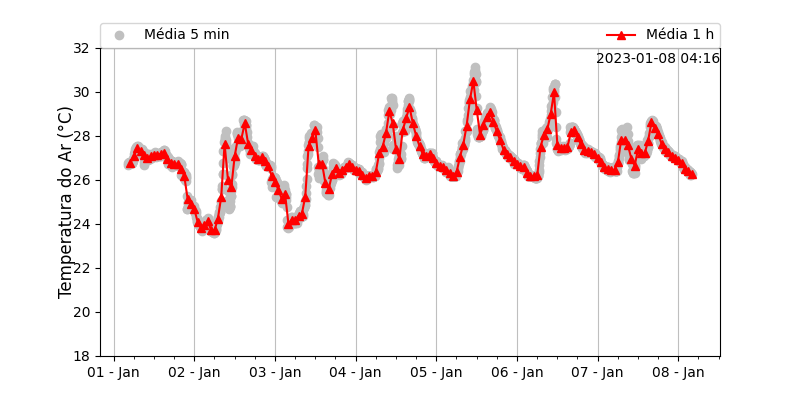 Média 5 min
Média 1 h
2023-01-08 04:16
Temperatura do Ar (°C)
32
30
28
26
24
22
20
18
01 - Jan
02 - Jan
03 - Jan
04 - Jan
05 - Jan
06 - Jan
07 - Jan
08 - Jan